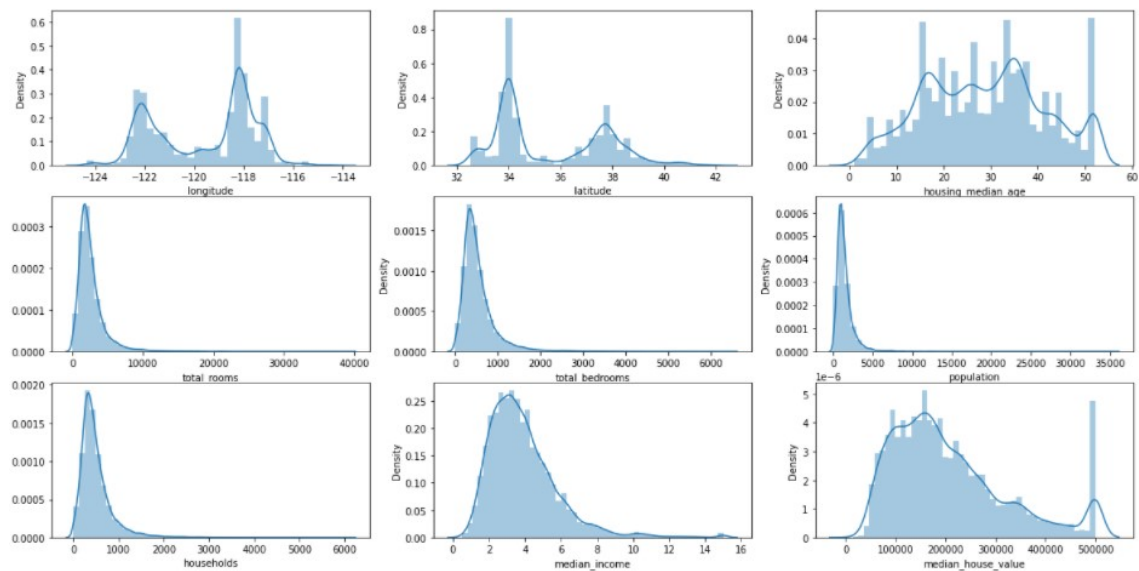 0.6
0.5
0.4
0.3
0.2
0.1
0.0
Density
−124 −122 −120 −118 −116 −114
longitude
0.8
0.6
0.4
0.2
0.0
Density
32 34 36 38 40 42
latitude
0.04
0.03
0.02
0.01
0.00
Density
0 10 20 30 40 50 60
housing_median_age
0.0003
0.0002
0.0001
0.0000
0 10000 20000 30000 40000
total_rooms
0.0015
0.0010
0.0005
0.0000
Density
0 1000 2000 3000 4000 5000 6000
total_bedrooms
0.0006
0.0005
0.0004
0.0003
0.0002
0.0001
0.0000
Density
0 5000 10000 15000 20000 25000 30000 35000
population
0.0020
0.0015
0.0010
0.0005
0.0000
0 1000 2000 3000 4000 5000 6000
households
0.25
0.20
0.15
0.10
0.05
0.00
Density
0 2 4 6 8 10 12 14 16
median_income
1e−6
5
4
3
2
1
0
Density
0 100000 200000 300000 400000 500000
median_house_value